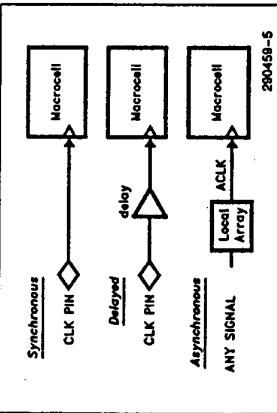 Synchronous
CLK PIN
Macrocell
Delayed
CLK PIN
delay
Macrocell
Asynchronous
ANY SIGNAL
Local
Array
ACLK
Macrocell
290459-5